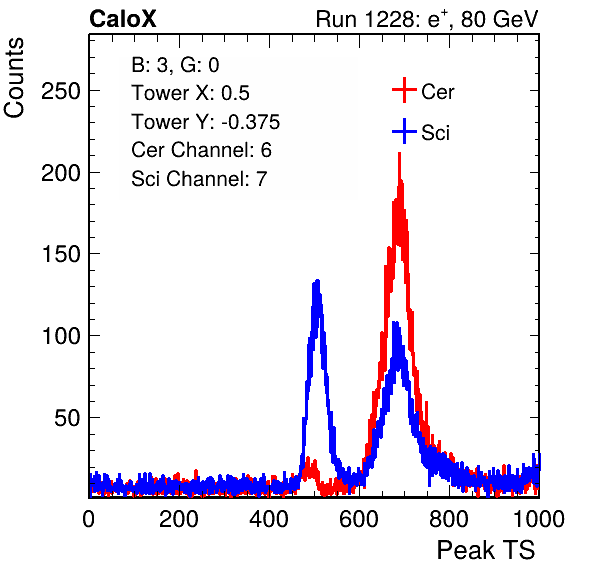 CaloX Run 1228: e⁺, 80 GeV
Counts
B: 3, G: 0
Tower X: 0.5
Tower Y: -0.375
Cer Channel: 6
Sci Channel: 7
Cer
Sci
250
200
150
100
50
0 200 400 600 800 1000
Peak TS